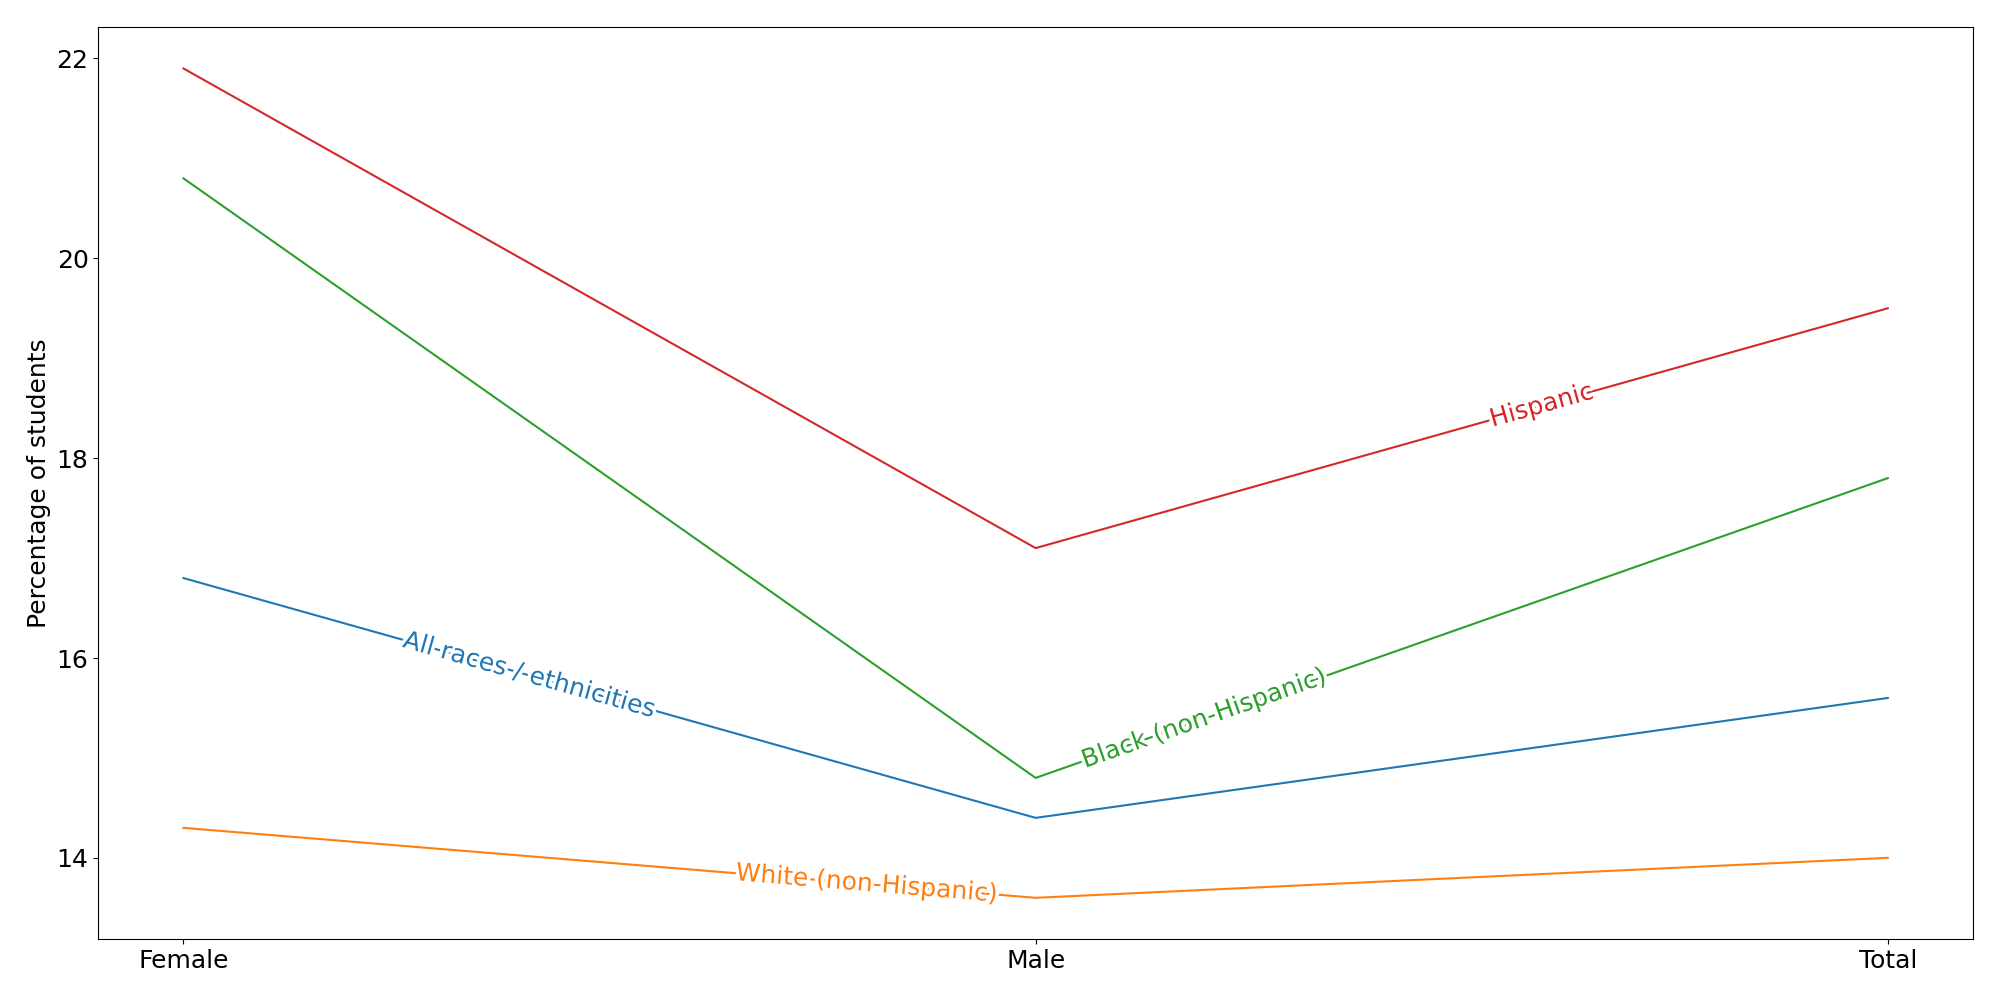 22
20
18
16
14
Percentage of students
Hispanic
All races / ethnicities
Black (non-Hispanic)
White (non-Hispanic)
Female
Male
Total